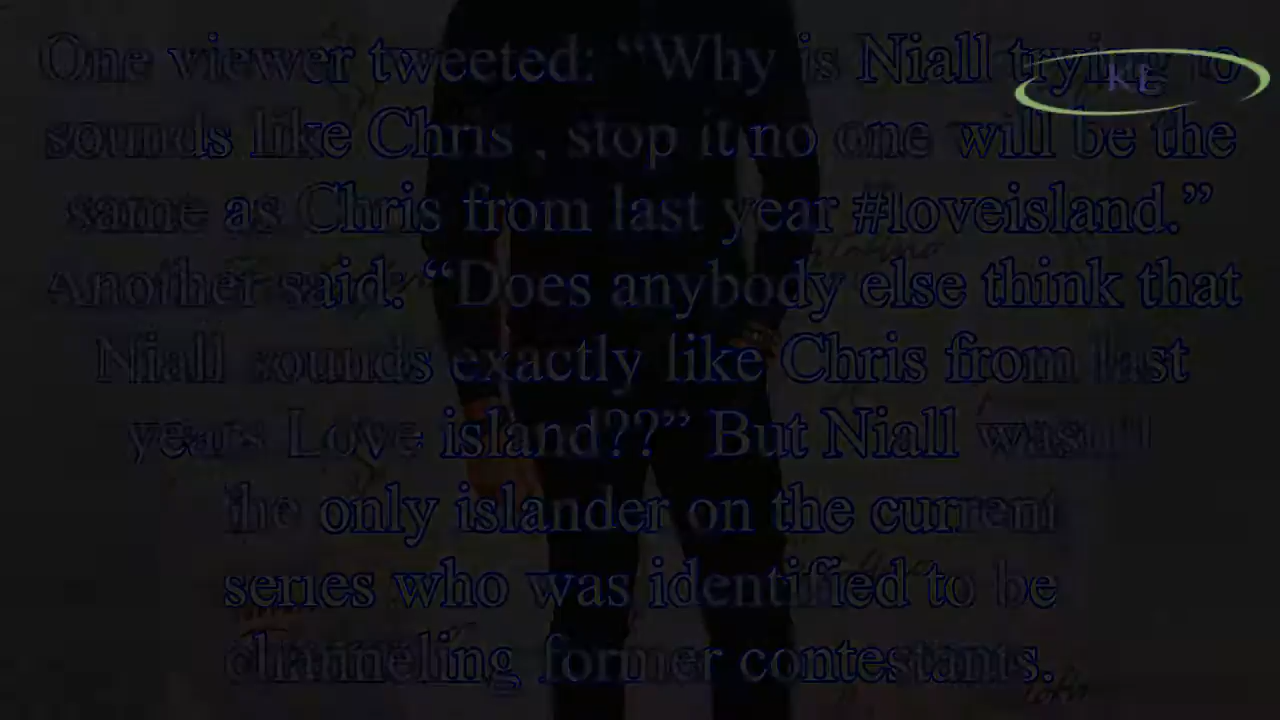 One viewer tweeted: “Why is Niall trying to
KL
sounds like Chris , stop it no one will be the
same as Chris from last year #loveisland.”
Another said: “Does anybody else think that
Niall sounds exactly like Chris from last
years Love island??” But Niall wasn't
the only islander on the current
series who was identified to be
channeling former contestants.